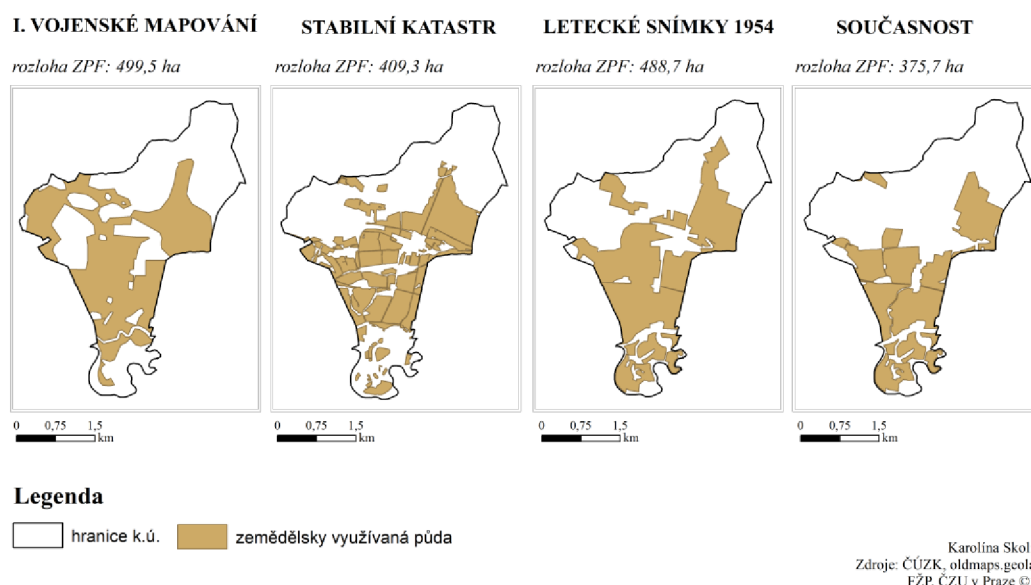 I. VOJENSKÉ MAPOVÁNÍ
rozloha ZPF: 499,5 ha
0 0,75 1,5
km
STABILNÍ KATASTR
rozloha ZPF: 409,3 ha
0 0,75 1,5
km
LETECKÉ SNÍMKY 1954
rozloha ZPF: 488,7 ha
0 0,75 1,5
km
SOUČASNOST
rozloha ZPF: 375,7 ha
0 0,75 1,5
km
Legenda
hranice k.ú.
zemědělsky využívaná půda
Karolína Skol
Zdroje: ČÚZK, oldmaps.geol
FŽP, ČZU v Praze ©